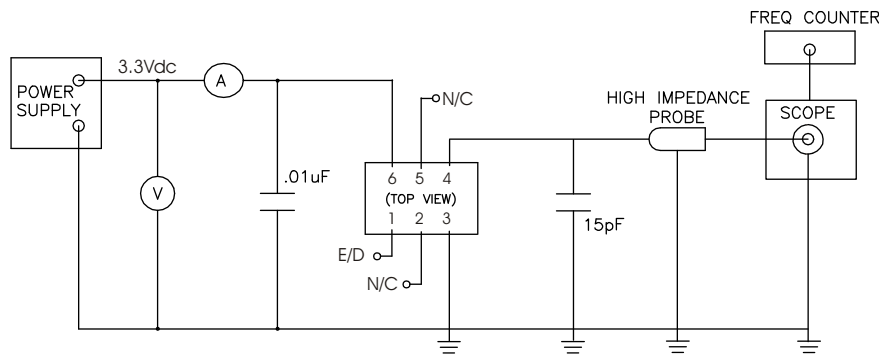 FREQ COUNTER
3.3Vdc
A
POWER
SUPPLY
N/C
HIGH IMPEDANCE
PROBE
SCOPE
V
.01uF
6 5 4
(TOP VIEW)
1 2 3
15pF
E/D
N/C